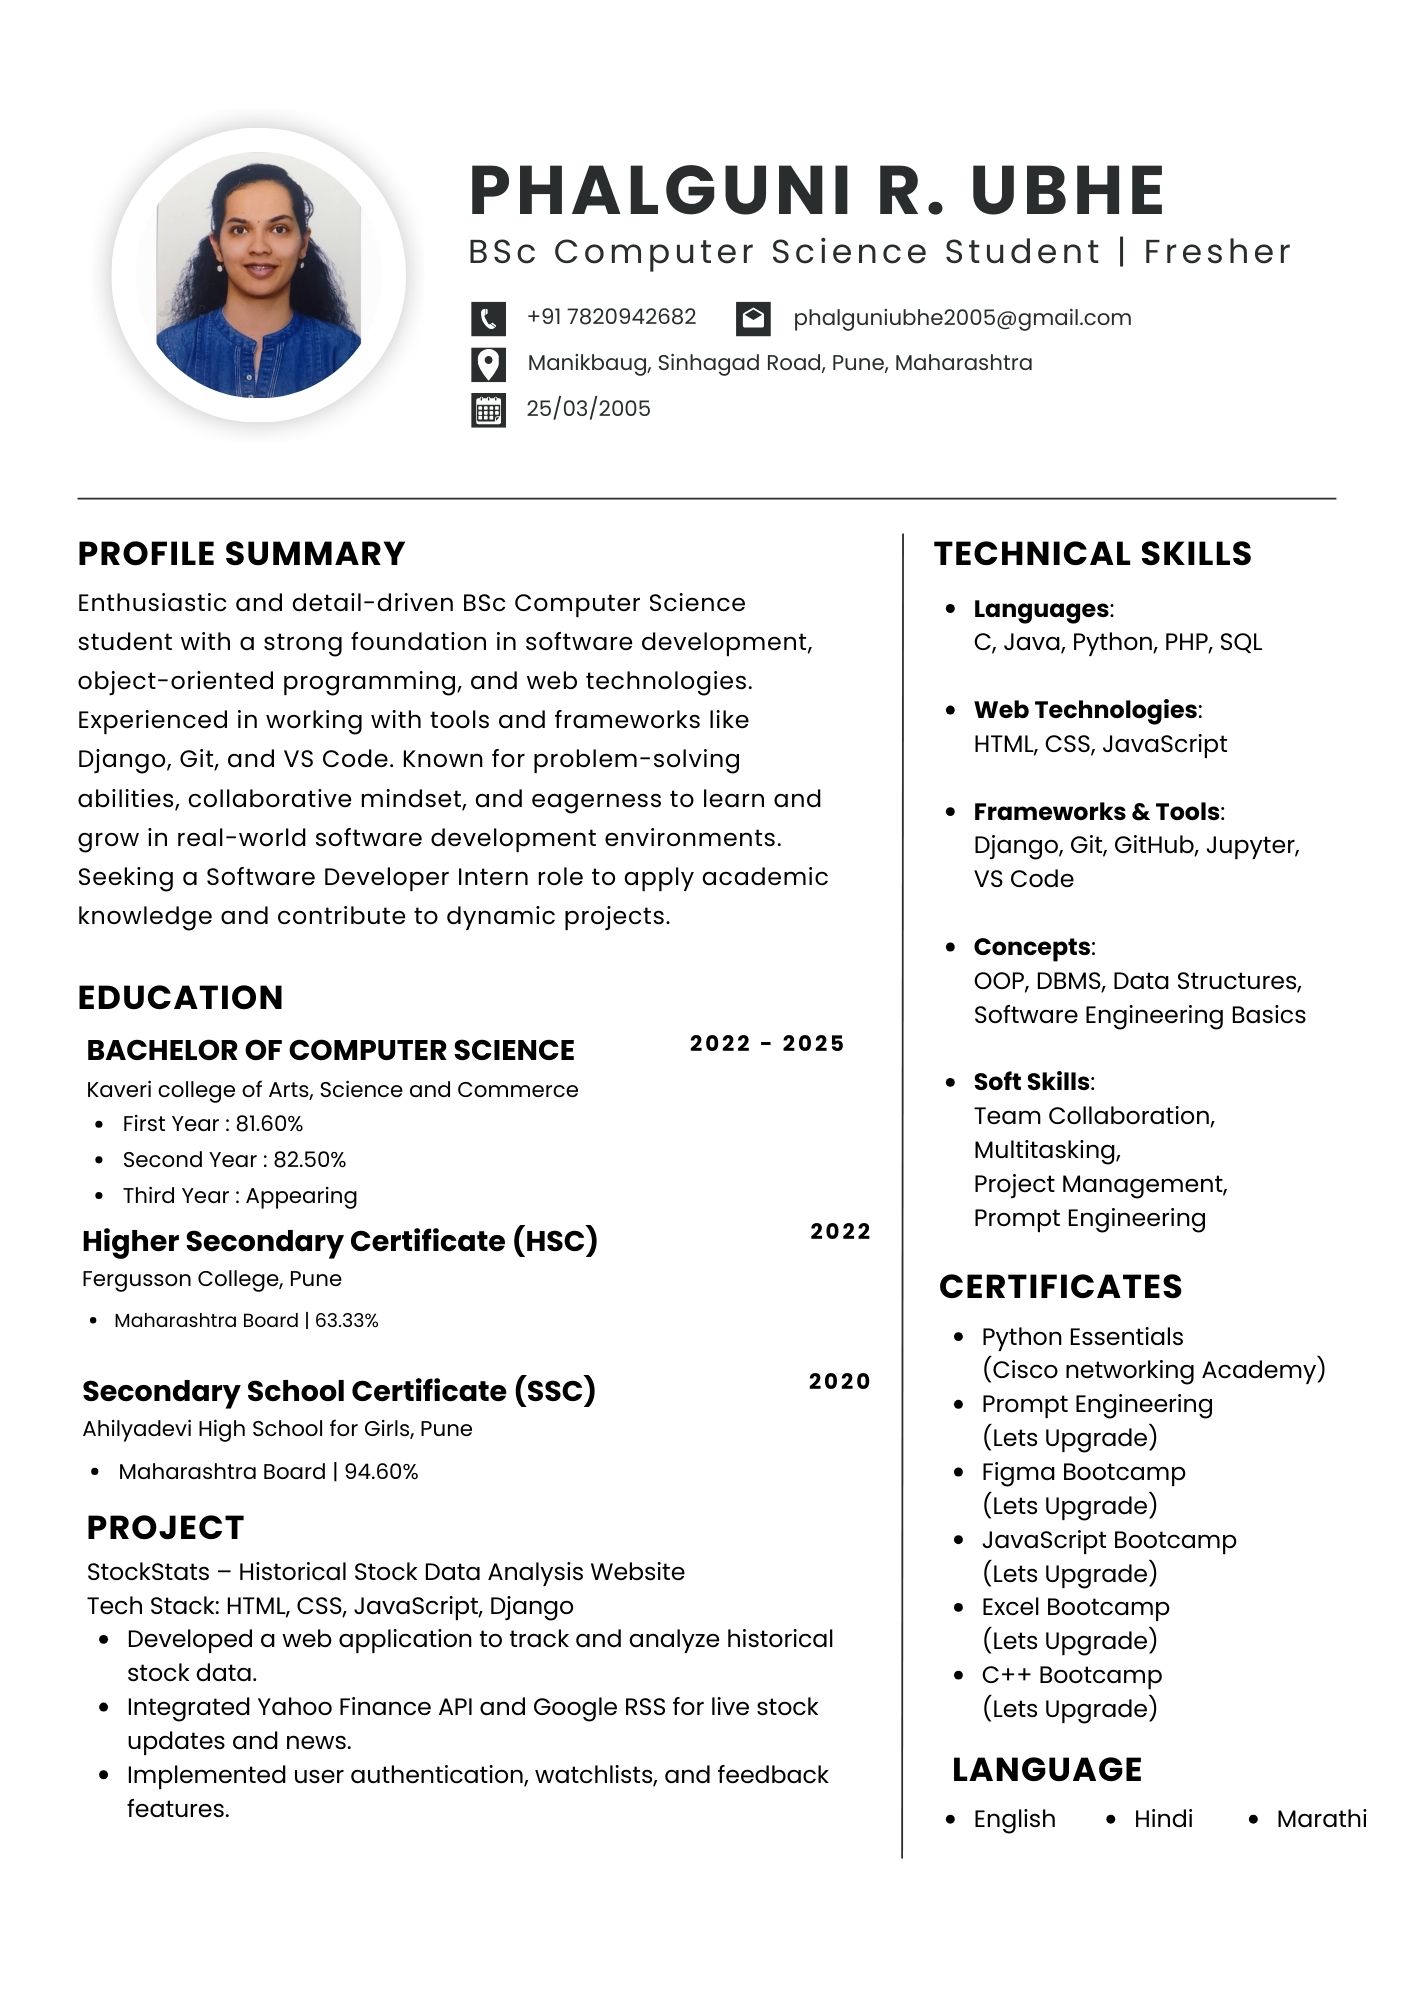 PHALGUNI R. UBHE
BSc Computer Science Student | Fresher
+91 7820942682
phalguniubhe2005@gmail.com
Manikbaug, Sinhagad Road, Pune, Maharashtra
25/03/2005
PROFILE SUMMARY
Enthusiastic and detail-driven BSc Computer Science
student with a strong foundation in software development,
object-oriented programming, and web technologies.
Experienced in working with tools and frameworks like
Django, Git, and VS Code. Known for problem-solving
abilities, collaborative mindset, and eagerness to learn and
grow in real-world software development environments.
Seeking a Software Developer Intern role to apply academic
knowledge and contribute to dynamic projects.
EDUCATION
BACHELOR OF COMPUTER SCIENCE
2022 - 2025
Kaveri college of Arts, Science and Commerce
• First Year : 81.60%
• Second Year : 82.50%
• Third Year : Appearing
Higher Secondary Certificate (HSC)
2022
Fergusson College, Pune
• Maharashtra Board | 63.33%
Secondary School Certificate (SSC)
2020
Ahilyadevi High School for Girls, Pune
• Maharashtra Board | 94.60%
PROJECT
StockStats – Historical Stock Data Analysis Website
Tech Stack: HTML, CSS, JavaScript, Django
• Developed a web application to track and analyze historical
stock data.
• Integrated Yahoo Finance API and Google RSS for live stock
updates and news.
• Implemented user authentication, watchlists, and feedback
features.
TECHNICAL SKILLS
• Languages:
C, Java, Python, PHP, SQL
• Web Technologies:
HTML, CSS, JavaScript
• Frameworks & Tools:
Django, Git, GitHub, Jupyter,
VS Code
• Concepts:
OOP, DBMS, Data Structures,
Software Engineering Basics
• Soft Skills:
Team Collaboration,
Multitasking,
Project Management,
Prompt Engineering
CERTIFICATES
• Python Essentials
(Cisco networking Academy)
• Prompt Engineering
(Lets Upgrade)
• Figma Bootcamp
(Lets Upgrade)
• JavaScript Bootcamp
(Lets Upgrade)
• Excel Bootcamp
(Lets Upgrade)
• C++ Bootcamp
(Lets Upgrade)
LANGUAGE
• English • Hindi • Marathi